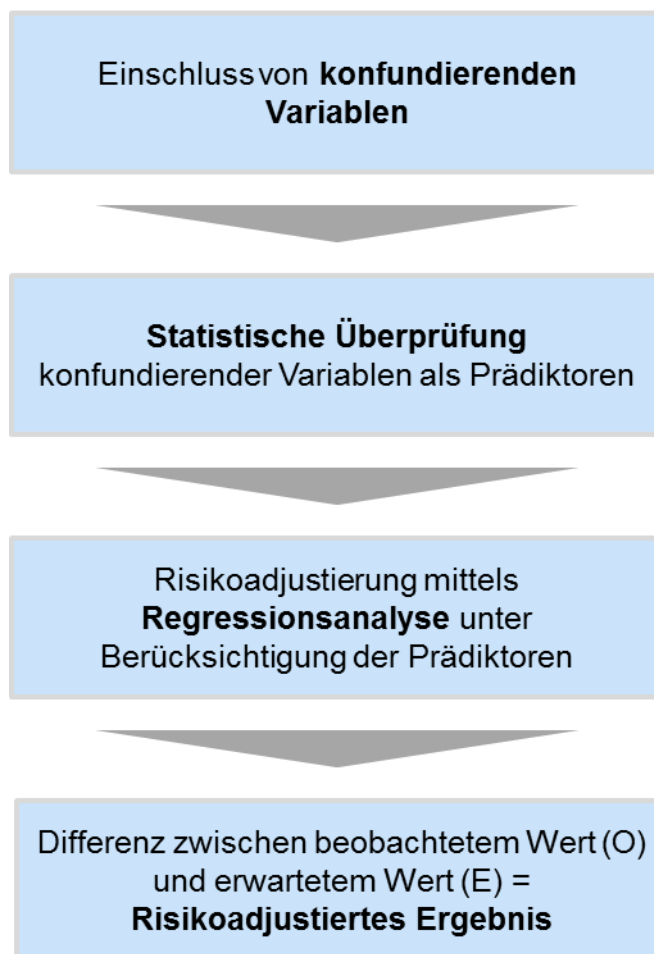 Einschluss von konfundierenden
Variablen
Statistische Überprüfung
konfundierender Variablen als Prädiktoren
Risikoadjustierung mittels
Regressionsanalyse unter
Berücksichtigung der Prädiktoren
Differenz zwischen beobachtetem Wert (O)
und erwartetem Wert (E) =
Risikoadjustiertes Ergebnis